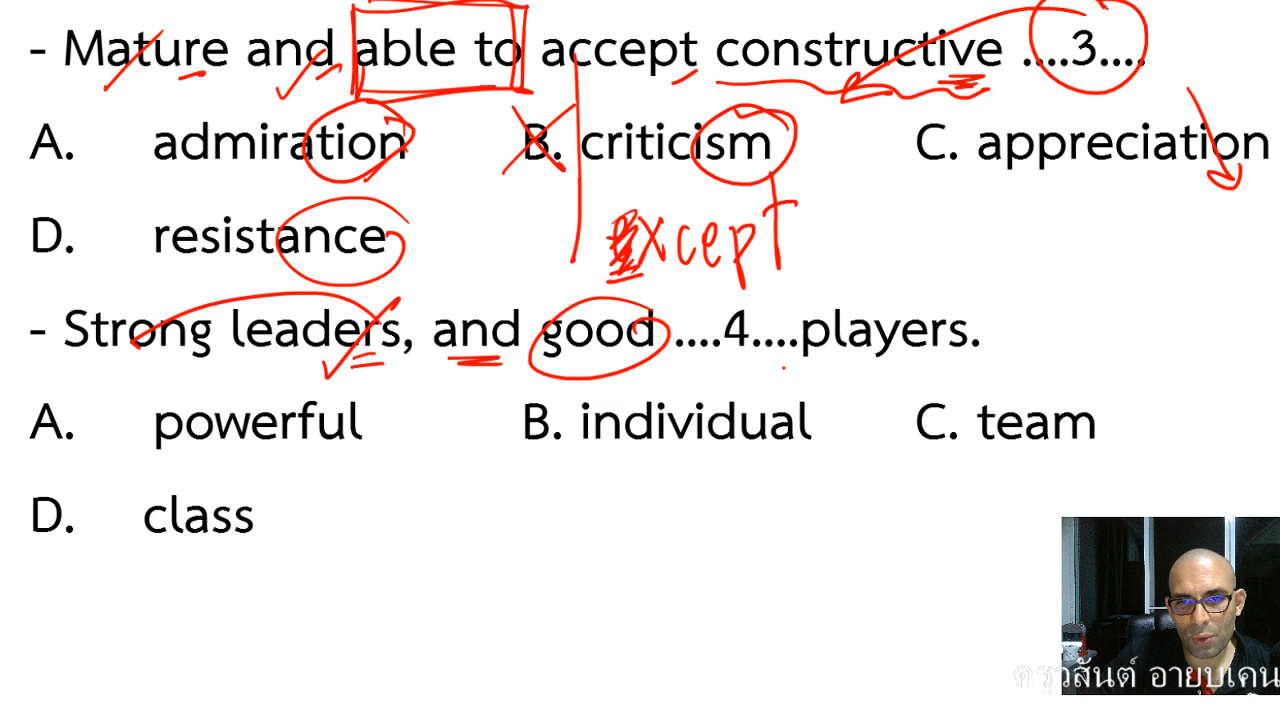 - Mature and able to accept constructive ....3....
A. admiration B. criticism C. appreciation
D. resistance
Except
- Strong leaders, and good ....4....players.
A. powerful B. individual C. team
D. class
ครูวสันต์ อายุบเคน